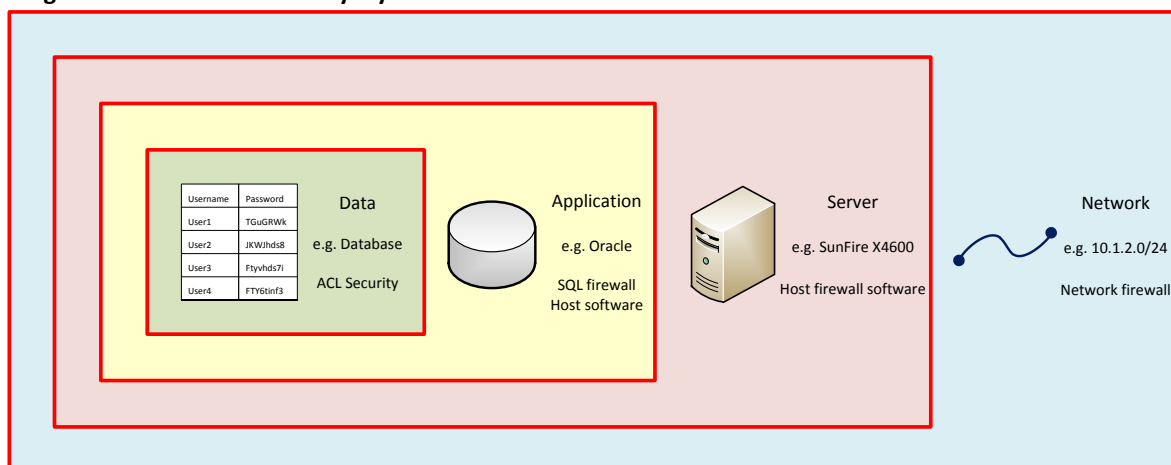 Username Password
User1 TGuGRWk
User2 JKWJhds8
User3 Ftyvhds7i
User4 FTY6tinf3
Data
e.g. Database
ACL Security
Application
e.g. Oracle
SQL firewall
Host software
Server
e.g. SunFire X4600
Host firewall software
Network
e.g. 10.1.2.0/24
Network firewall